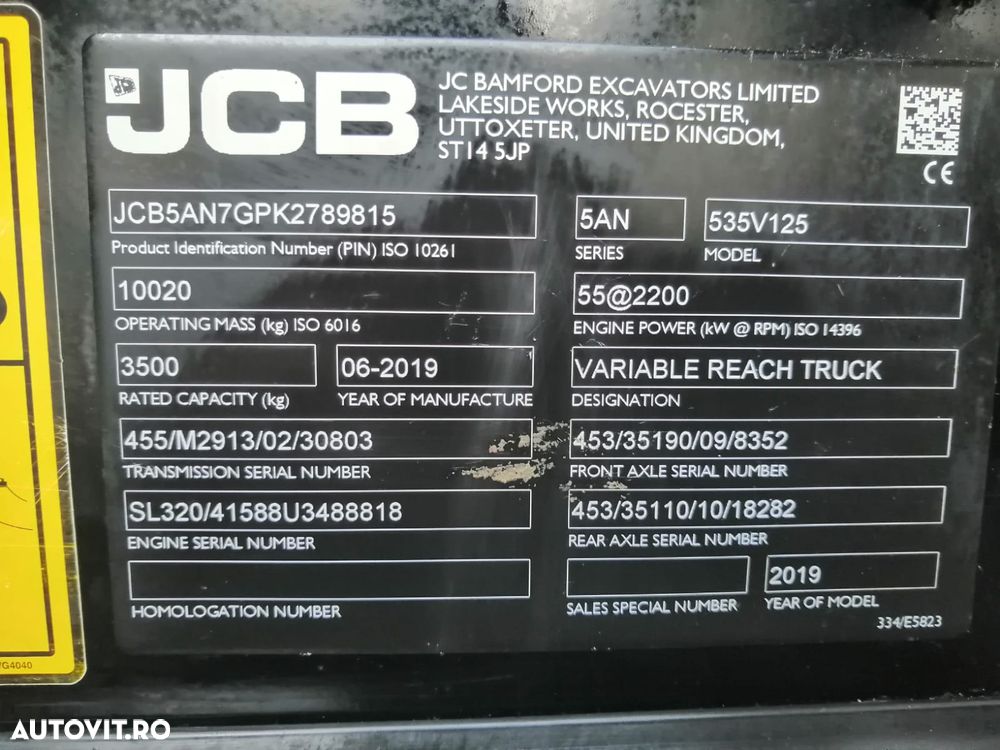 JCB
JC BAMFORD EXCAVATORS LIMITED
LAKESIDE WORKS, ROCESTER,
UTTOXETER, UNITED KINGDOM,
ST14 5JP
CE
JCB5AN7GPK2789815
Product Identification Number (PIN) ISO 10261
5AN
SERIES
535V125
MODEL
10020
OPERATING MASS (kg) ISO 6016
55@2200
ENGINE POWER (kW @ RPM) ISO 14396
3500
RATED CAPACITY (kg)
06-2019
YEAR OF MANUFACTURE
VARIABLE REACH TRUCK
DESIGNATION
455/M2913/02/30803
TRANSMISSION SERIAL NUMBER
453/35190/09/8352
FRONT AXLE SERIAL NUMBER
SL320/41588U3488818
ENGINE SERIAL NUMBER
453/35110/10/18282
REAR AXLE SERIAL NUMBER
HOMOLOGATION NUMBER
SALES SPECIAL NUMBER
2019
YEAR OF MODEL
334/E5823
AUTOVIT.RO